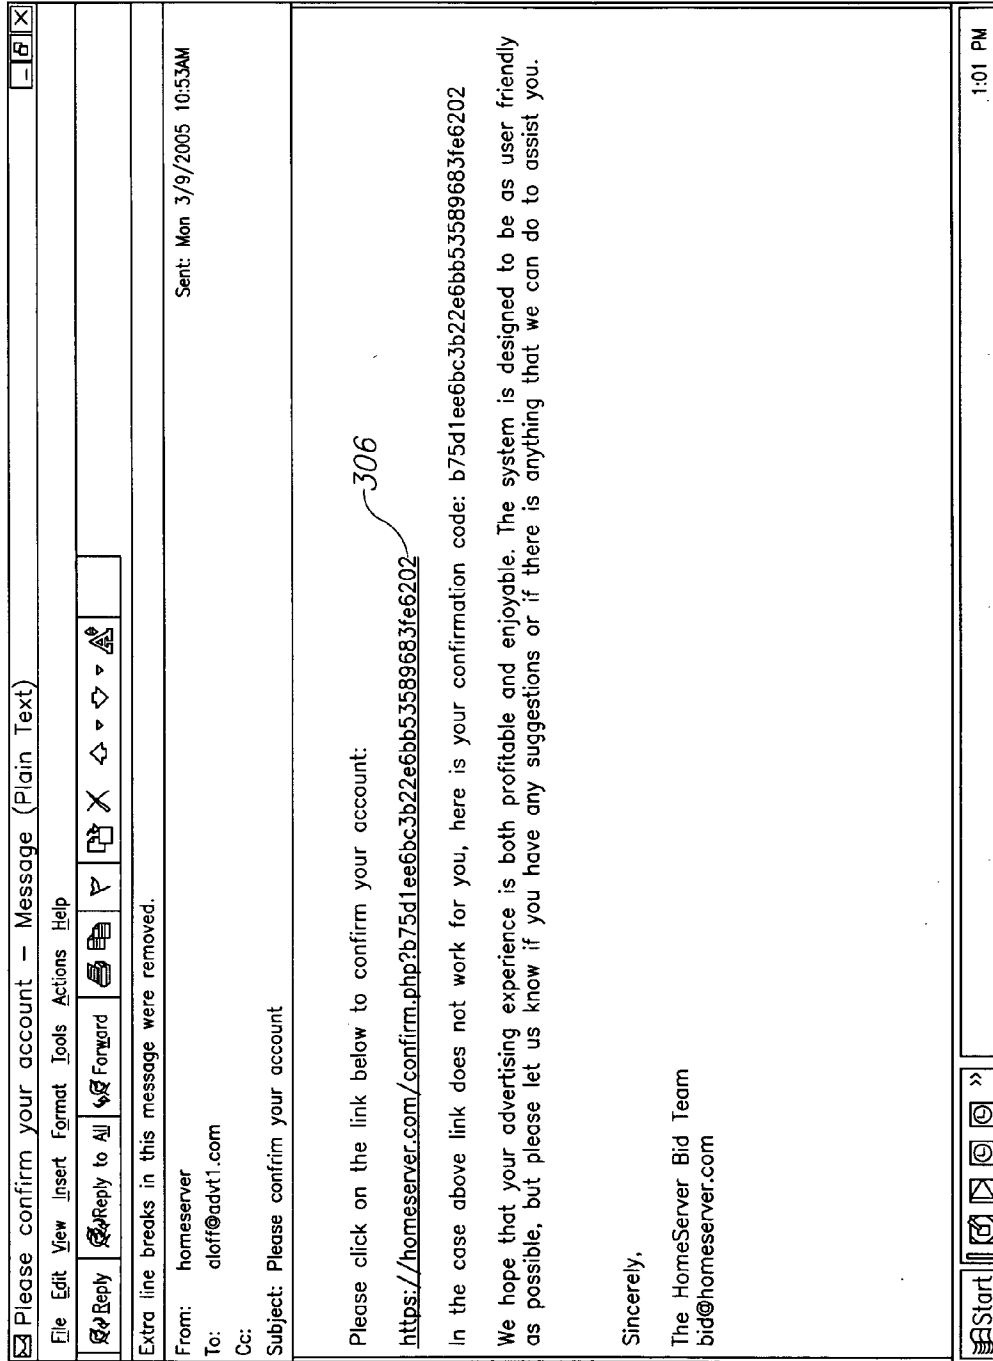 Please confirm your account – Message (Plain Text)
File Edit View Insert Format Tools Actions Help
Reply Reply to All Forward
Extra line breaks in this message were removed.
From: homeserver Sent: Mon 3/9/2005 10:53AM
To: aloff@advt1.com
Cc:
Subject: Please confrim your account
Please click on the link below to confirm your account:
306
https://homeserver.com/confirm.php?b75d1ee6bc3b22e6bb53589683fe6202
In the case above link does not work for you, here is your confirmation code: b75d1ee6bc3b22e6bb53589683fe6202
We hope that your advertising experience is both profitable and enjoyable. The system is designed to be as user friendly
as possible, but please let us know if you have any suggestions or if there is anything that we can do to assist you.
Sincerely,
The HomeServer Bid Team
bid@homeserver.com
Start » 1:01 PM